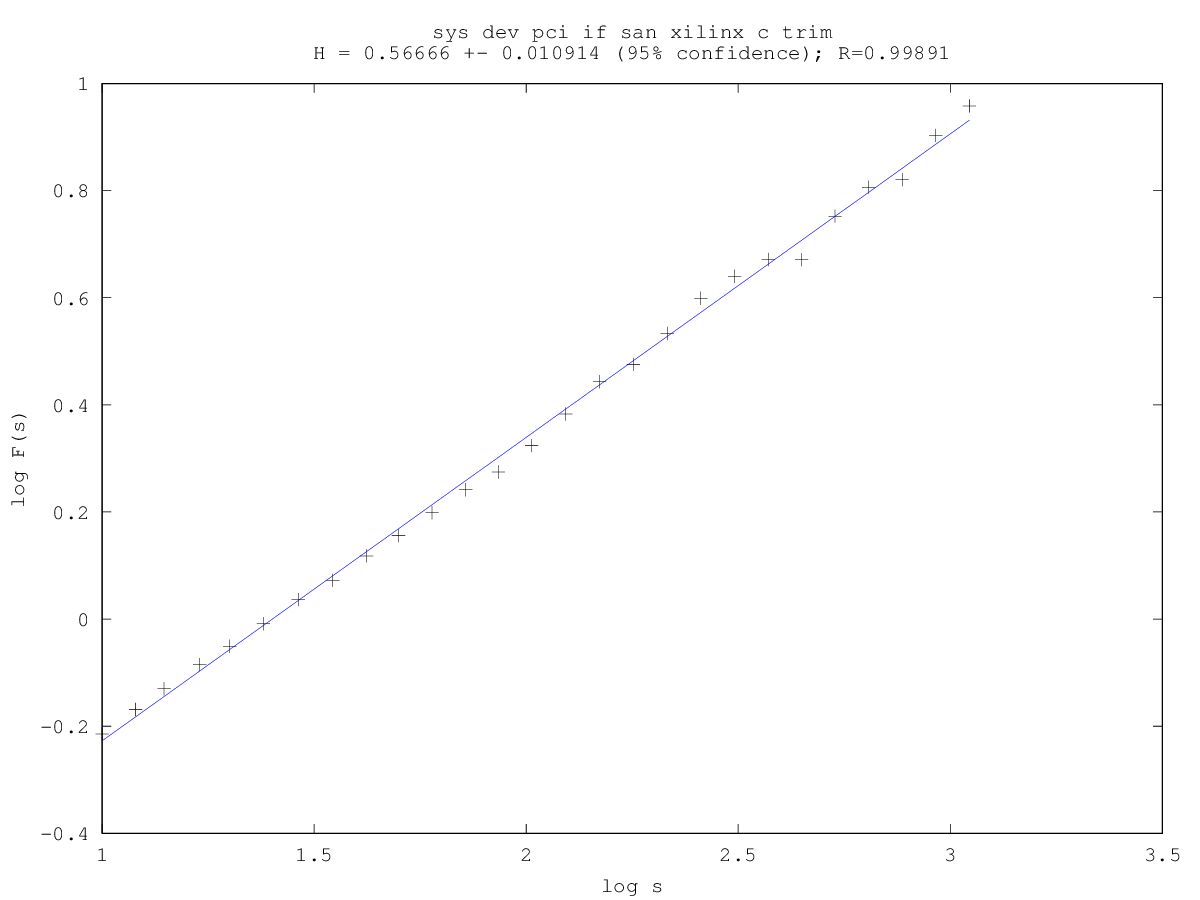 sys dev pci if san xilinx c trim
H = 0.56666 +- 0.010914 (95% confidence); R=0.99891
1
0.8
0.6
0.4
0.2
0
-0.2
-0.4
log F(s)
1 1.5 2 2.5 3 3.5
log s